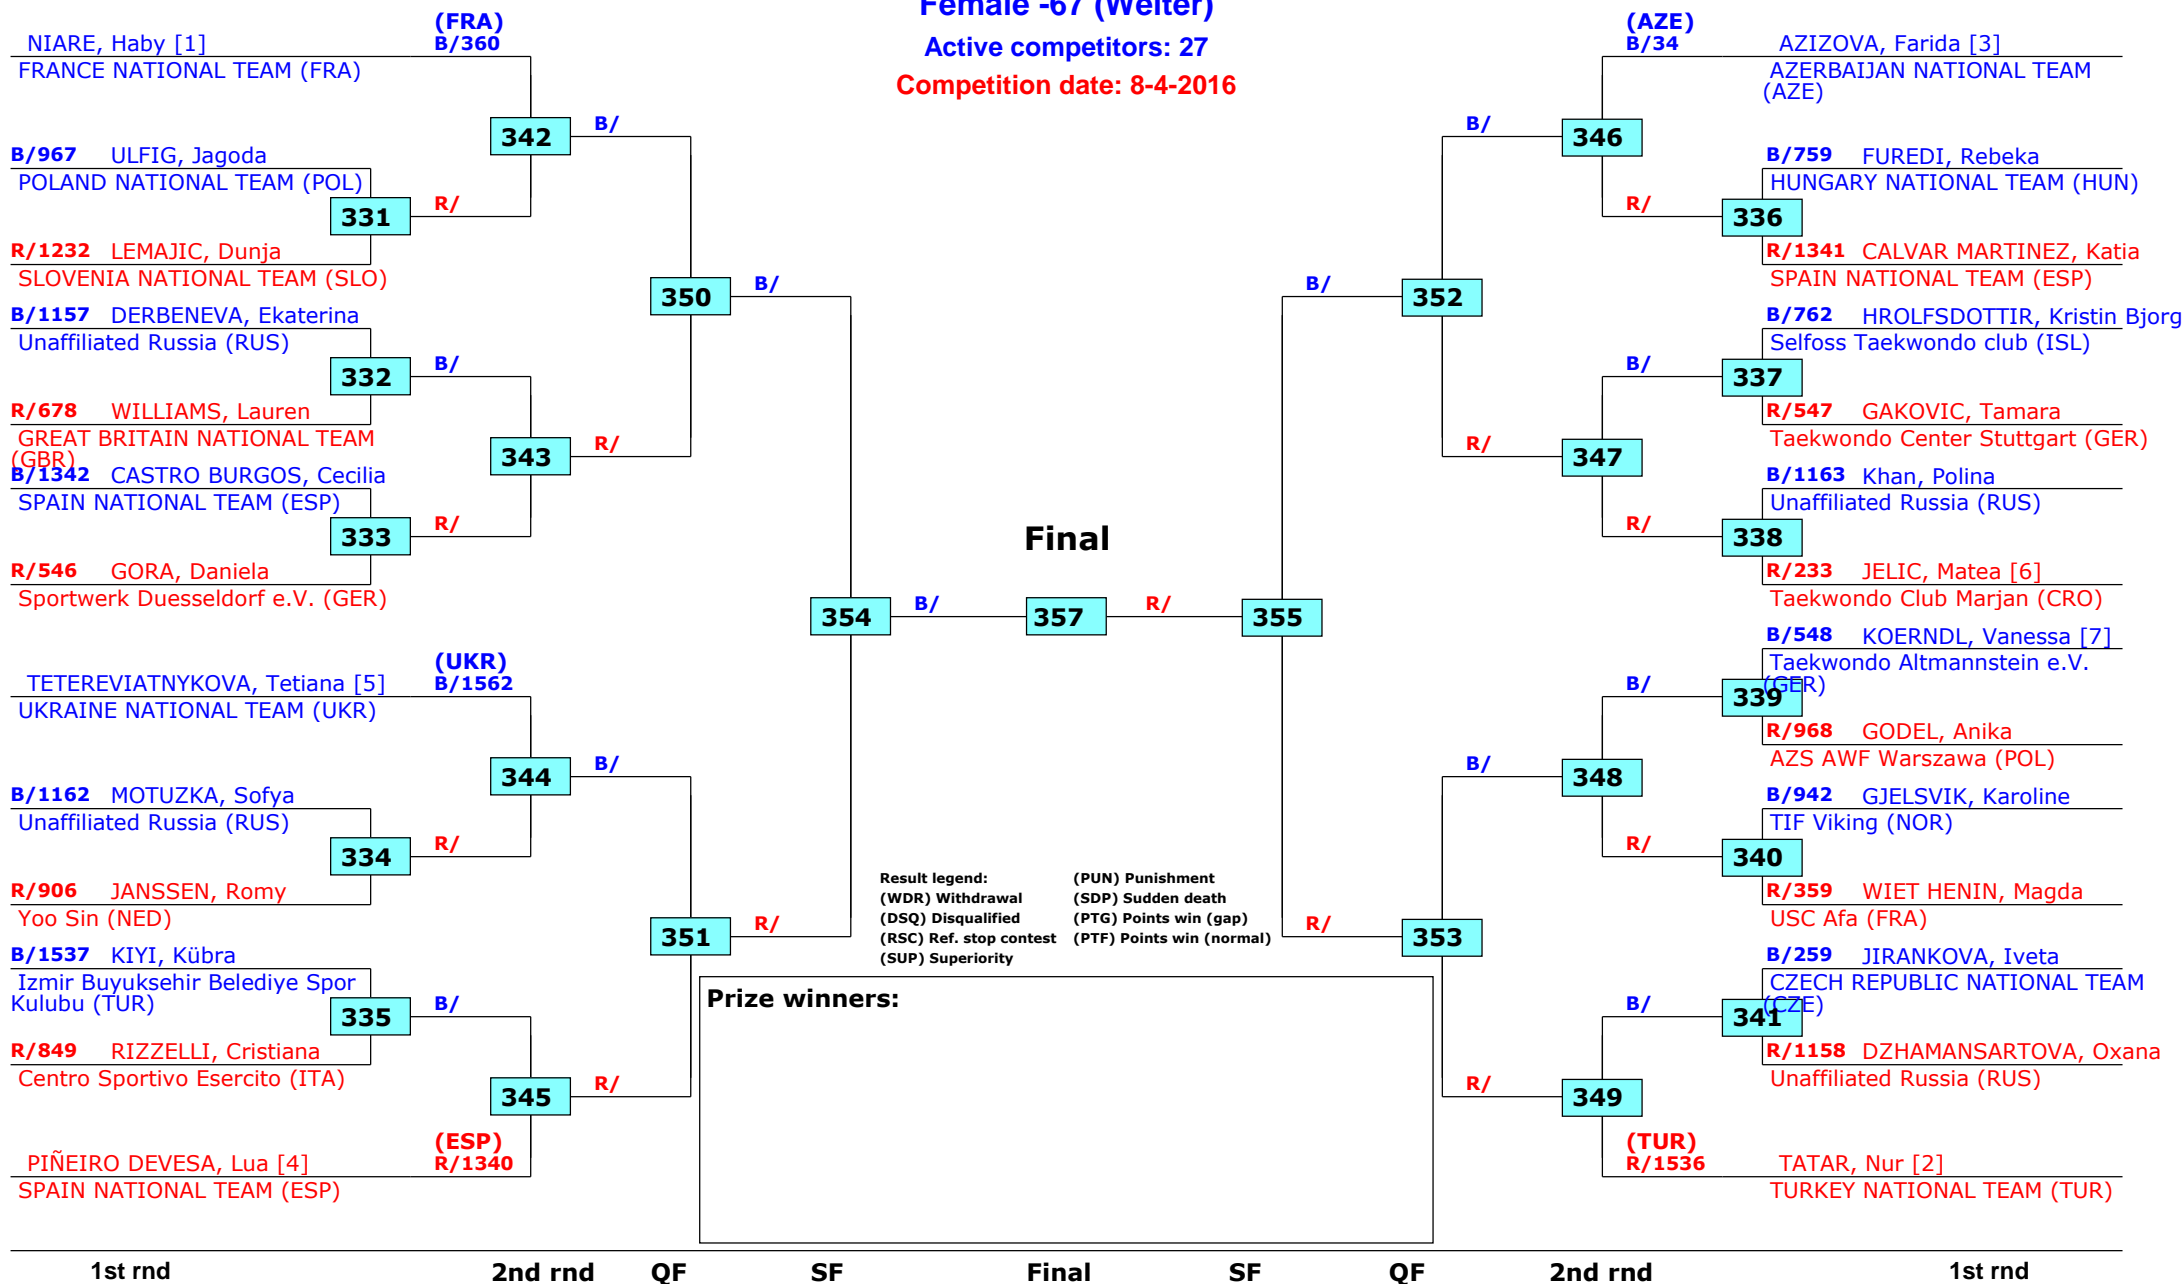 Female -67 (Welter)
Active competitors: 27
Competition date: 8-4-2016
(FRA)
NIARE, Haby [1] B/360
FRANCE NATIONAL TEAM (FRA)
342
B/
B/967 ULFIG, Jagoda
POLAND NATIONAL TEAM (POL)
331
R/
R/1232 LEMAJIC, Dunja
SLOVENIA NATIONAL TEAM (SLO)
350
B/
B/1157 DERBENEVA, Ekaterina
Unaffiliated Russia (RUS)
332
B/
R/678 WILLIAMS, Lauren
GREAT BRITAIN NATIONAL TEAM
(GBR)
343
R/
B/1342 CASTRO BURGOS, Cecilia
SPAIN NATIONAL TEAM (ESP)
333
R/
R/546 GORA, Daniela
Sportwerk Duesseldorf e.V. (GER)
354
B/
(UKR)
TETEREVIATNYKOVA, Tetiana [5] B/1562
UKRAINE NATIONAL TEAM (UKR)
344
B/
B/1162 MOTUZKA, Sofya
Unaffiliated Russia (RUS)
334
R/
R/906 JANSSEN, Romy
Yoo Sin (NED)
351
R/
B/1537 KIYI, Kübra
Izmir Buyuksehir Belediye Spor
Kulubu (TUR)
335
B/
R/849 RIZZELLI, Cristiana
Centro Sportivo Esercito (ITA)
345
R/
(ESP)
PIÑEIRO DEVESA, Lua [4] R/1340
SPAIN NATIONAL TEAM (ESP)
Final
357
R/
355
(AZE)
B/34 AZIZOVA, Farida [3]
AZERBAIJAN NATIONAL TEAM
(AZE)
B/
346
B/759 FUREDI, Rebeka
HUNGARY NATIONAL TEAM (HUN)
R/
336
R/1341 CALVAR MARTINEZ, Katia
SPAIN NATIONAL TEAM (ESP)
B/
352
B/762 HROLFSDOTTIR, Kristin Bjorg
Selfoss Taekwondo club (ISL)
B/
337
R/547 GAKOVIC, Tamara
Taekwondo Center Stuttgart (GER)
R/
347
B/1163 Khan, Polina
Unaffiliated Russia (RUS)
R/
338
R/233 JELIC, Matea [6]
Taekwondo Club Marjan (CRO)
B/548 KOERNDL, Vanessa [7]
Taekwondo Altmannstein e.V.
(GER)
B/
339
R/968 GODEL, Anika
AZS AWF Warszawa (POL)
B/
348
B/942 GJELSVIK, Karoline
TIF Viking (NOR)
R/
340
R/359 WIET HENIN, Magda
USC Afa (FRA)
R/
353
B/259 JIRANKOVA, Iveta
CZECH REPUBLIC NATIONAL TEAM
(CZE)
B/
341
R/1158 DZHAMANSARTOVA, Oxana
Unaffiliated Russia (RUS)
R/
349
(TUR)
R/1536 TATAR, Nur [2]
TURKEY NATIONAL TEAM (TUR)
Result legend: (PUN) Punishment
(WDR) Withdrawal (SDP) Sudden death
(DSQ) Disqualified (PTG) Points win (gap)
(RSC) Ref. stop contest (PTF) Points win (normal)
(SUP) Superiority
Prize winners:
1st rnd 2nd rnd QF SF Final SF QF 2nd rnd 1st rnd